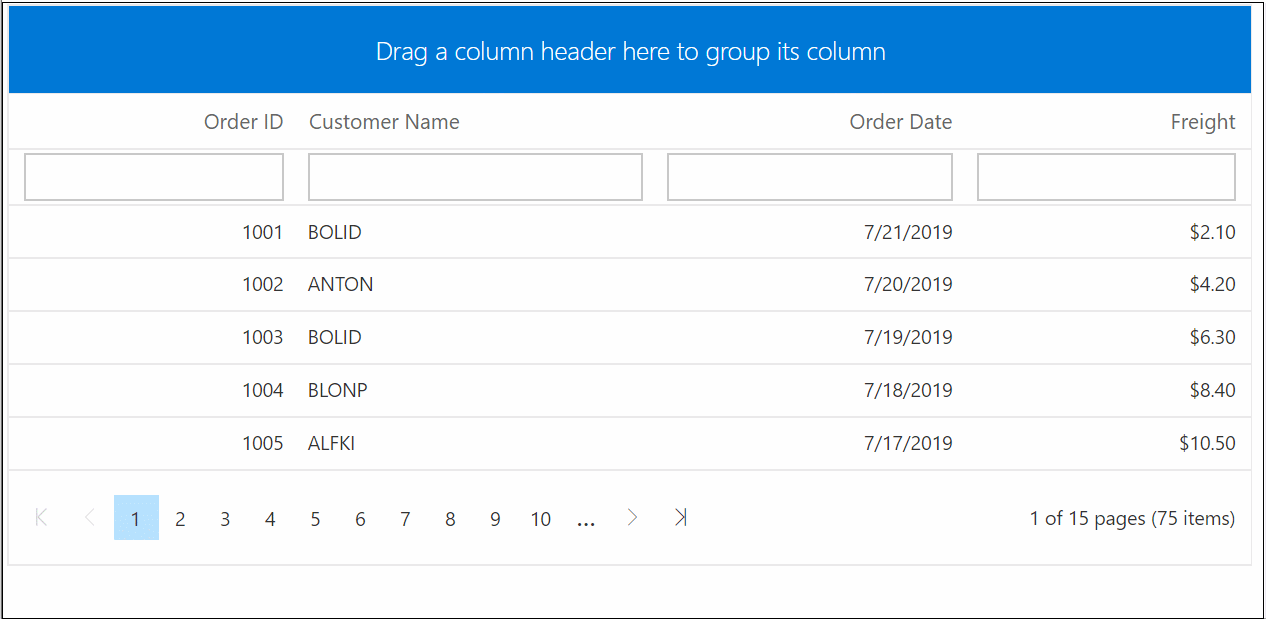 Drag a column header here to group its column
Order ID Customer Name Order Date Freight
1001 BOLID 7/21/2019 $2.10
1002 ANTON 7/20/2019 $4.20
1003 BOLID 7/19/2019 $6.30
1004 BLONP 7/18/2019 $8.40
1005 ALFKI 7/17/2019 $10.50
1 2 3 4 5 6 7 8 9 10 ... 1 of 15 pages (75 items)